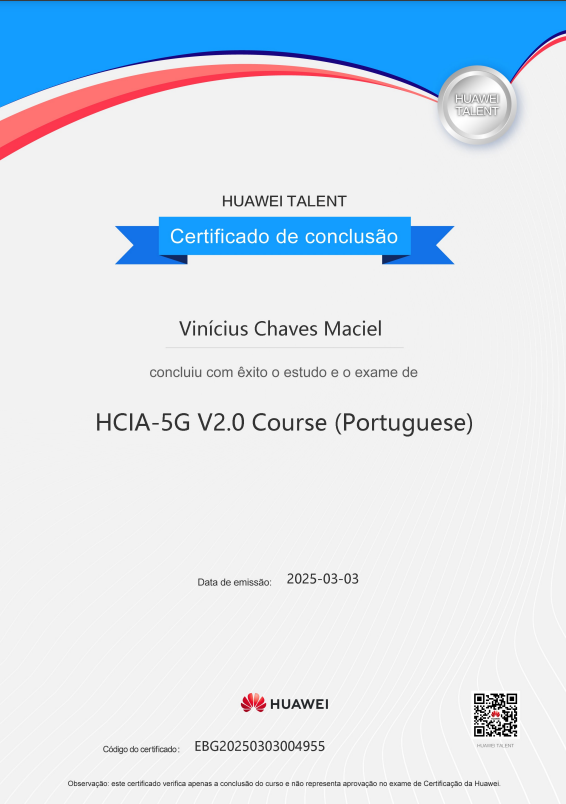 HUAWEI
TALENT
HUAWEI TALENT
Certificado de conclusão
Vinícius Chaves Maciel
concluiu com êxito o estudo e o exame de
HCIA-5G V2.0 Course (Portuguese)
Data de emissão: 2025-03-03
HUAWEI
HUAWEI TALENT
Código do certificado: EBG20250303004955
Observação: este certificado verifica apenas a conclusão do curso e não representa aprovação no exame de Certificação da Huawei.